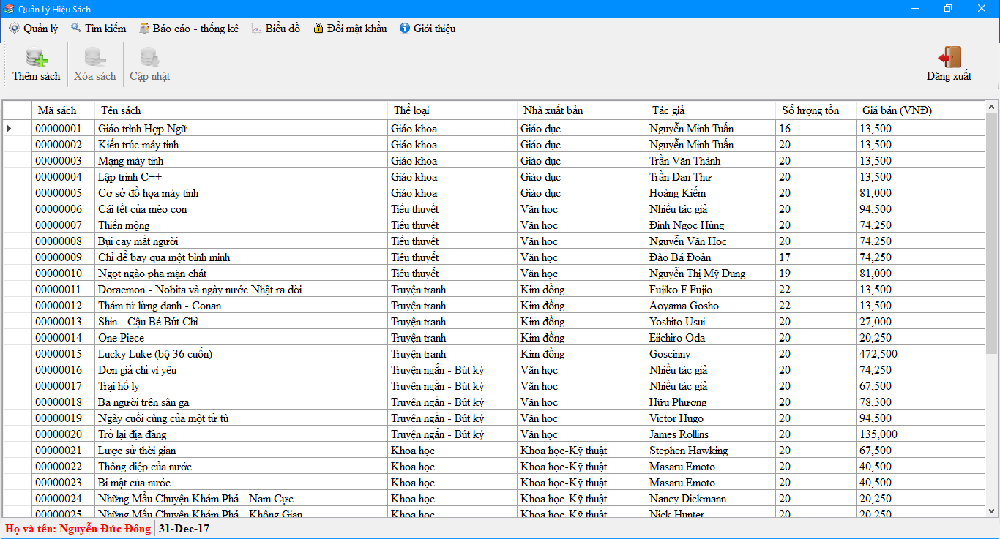 Quản Lý Hiệu Sách
Quản lý Tìm kiếm Báo cáo - thống kê Biểu đồ Đổi mật khẩu Giới thiệu
Thêm sách Xóa sách Cập nhật Đăng xuất
Mã sách Tên sách Thể loại Nhà xuất bản Tác giả Số lượng tồn Giá bán (VNĐ)
00000001 Giáo trình Hợp Ngữ Giáo khoa Giáo dục Nguyễn Minh Tuấn 16 13,500
00000002 Kiến trúc máy tính Giáo khoa Giáo dục Nguyễn Minh Tuấn 20 13,500
00000003 Mạng máy tính Giáo khoa Giáo dục Trần Văn Thành 20 13,500
00000004 Lập trình C++ Giáo khoa Giáo dục Trần Đan Thư 20 13,500
00000005 Cơ sở đồ họa máy tính Giáo khoa Giáo dục Hoàng Kiếm 20 81,000
00000006 Cái tết của mèo con Tiểu thuyết Văn học Nhiều tác giả 20 94,500
00000007 Thiền mộng Tiểu thuyết Văn học Đinh Ngọc Hùng 20 74,250
00000008 Bụi cay mắt người Tiểu thuyết Văn học Nguyễn Văn Học 20 74,250
00000009 Chỉ để bay qua một bình minh Tiểu thuyết Văn học Đào Bá Đoàn 17 74,250
00000010 Ngọt ngào pha mặn chát Tiểu thuyết Văn học Nguyễn Thị Mỹ Dung 19 81,000
00000011 Doraemon - Nobita và ngày nước Nhật ra đời Truyện tranh Kim đồng Fujiko.F.Fujio 22 13,500
00000012 Thám tử lừng danh - Conan Truyện tranh Kim đồng Aoyama Gosho 22 13,500
00000013 Shin - Cậu Bé Bút Chì Truyện tranh Kim đồng Yoshito Usui 20 27,000
00000014 One Piece Truyện tranh Kim đồng Eiichiro Oda 20 20,250
00000015 Lucky Luke (bộ 36 cuốn) Truyện tranh Kim đồng Goscinny 20 472,500
00000016 Đơn giả chỉ vì yêu Truyện ngắn - Bút ký Văn học Nhiều tác giả 20 74,250
00000017 Trại hồ ly Truyện ngắn - Bút ký Văn học Nhiều tác giả 20 67,500
00000018 Ba người trên sân ga Truyện ngắn - Bút ký Văn học Hữu Phương 20 78,300
00000019 Ngày cuối cùng của một tử tù Truyện ngắn - Bút ký Văn học Victor Hugo 20 94,500
00000020 Trở lại địa đàng Truyện ngắn - Bút ký Văn học James Rollins 20 135,000
00000021 Lược sử thời gian Khoa học Khoa học-Kỹ thuật Stephen Hawking 20 67,500
00000022 Thông điệp của nước Khoa học Khoa học-Kỹ thuật Masaru Emoto 20 40,500
00000023 Bí mật của nước Khoa học Khoa học-Kỹ thuật Masaru Emoto 20 40,500
00000024 Những Mẩu Chuyện Khám Phá - Nam Cực Khoa học Khoa học-Kỹ thuật Nancy Dickmann 20 20,250
00000025 Những Mẩu Chuyện Khám Phá - Không Gian Khoa học Khoa học-Kỹ thuật Nick Hunter 20 20,250
Họ và tên: Nguyễn Đức Đông 31-Dec-17